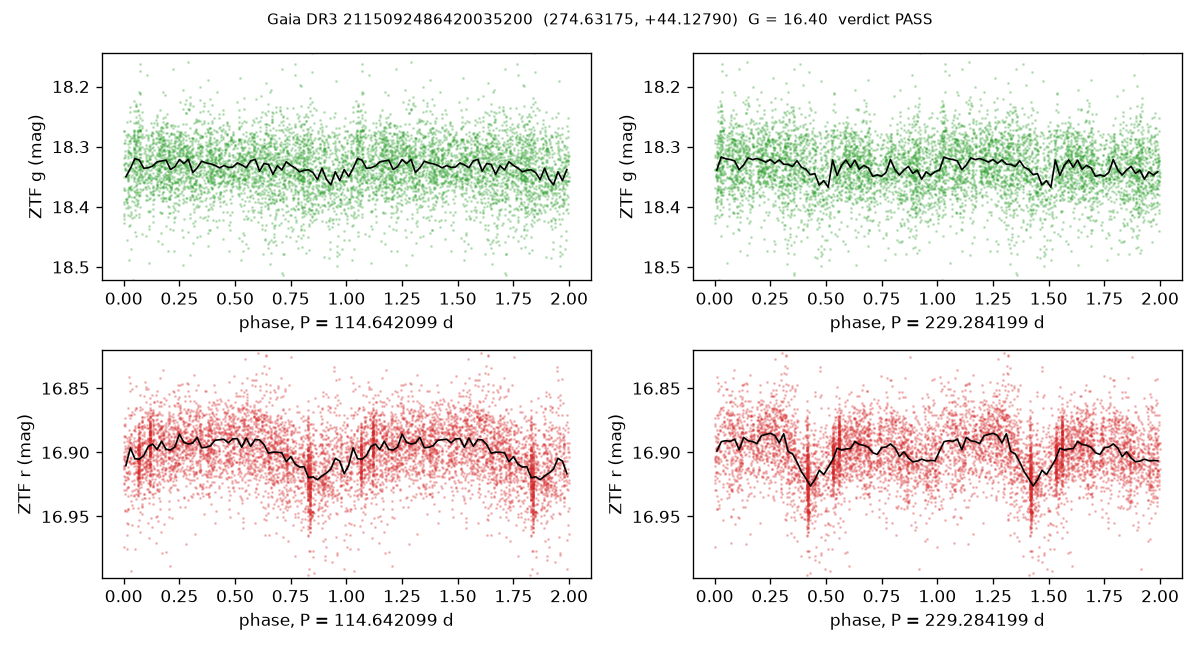 Gaia DR3 2115092486420035200 (274.63175, +44.12790) G = 16.40 verdict PASS
18.2
18.3
18.4
18.5
ZTF g (mag)
0.00 0.25 0.50 0.75 1.00 1.25 1.50 1.75 2.00
phase, P = 114.642099 d
18.2
18.3
18.4
18.5
ZTF g (mag)
0.00 0.25 0.50 0.75 1.00 1.25 1.50 1.75 2.00
phase, P = 229.284199 d
16.85
16.90
16.95
ZTF r (mag)
0.00 0.25 0.50 0.75 1.00 1.25 1.50 1.75 2.00
phase, P = 114.642099 d
16.85
16.90
16.95
ZTF r (mag)
0.00 0.25 0.50 0.75 1.00 1.25 1.50 1.75 2.00
phase, P = 229.284199 d